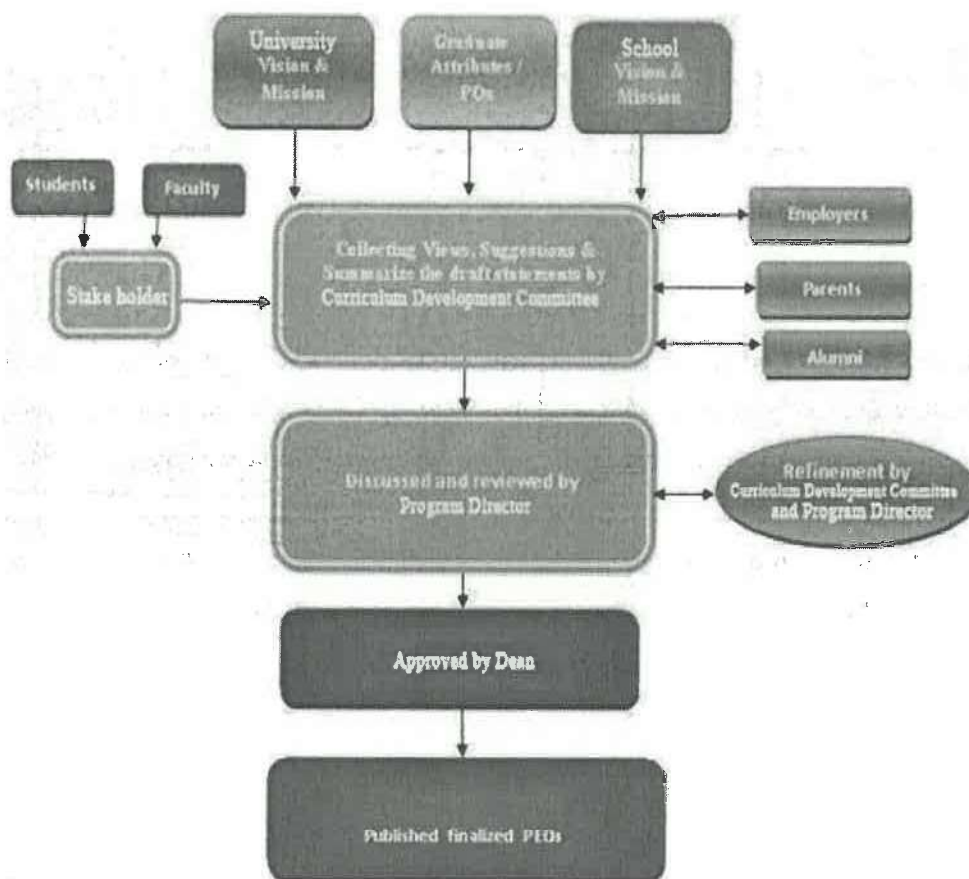 University
Vision &
Mission
Graduate
Attributes /
POs
School
Vision &
Mission
Students
Faculty
Stake holder
Collecting Views, Suggestions &
Summarize the draft statements by
Curriculum Development Committee
Employers
Parents
Alumni
Discussed and reviewed by
Program Director
Refinement by
Curriculum Development Committee
and Program Director
Approved by Dean
Published finalized PEOs